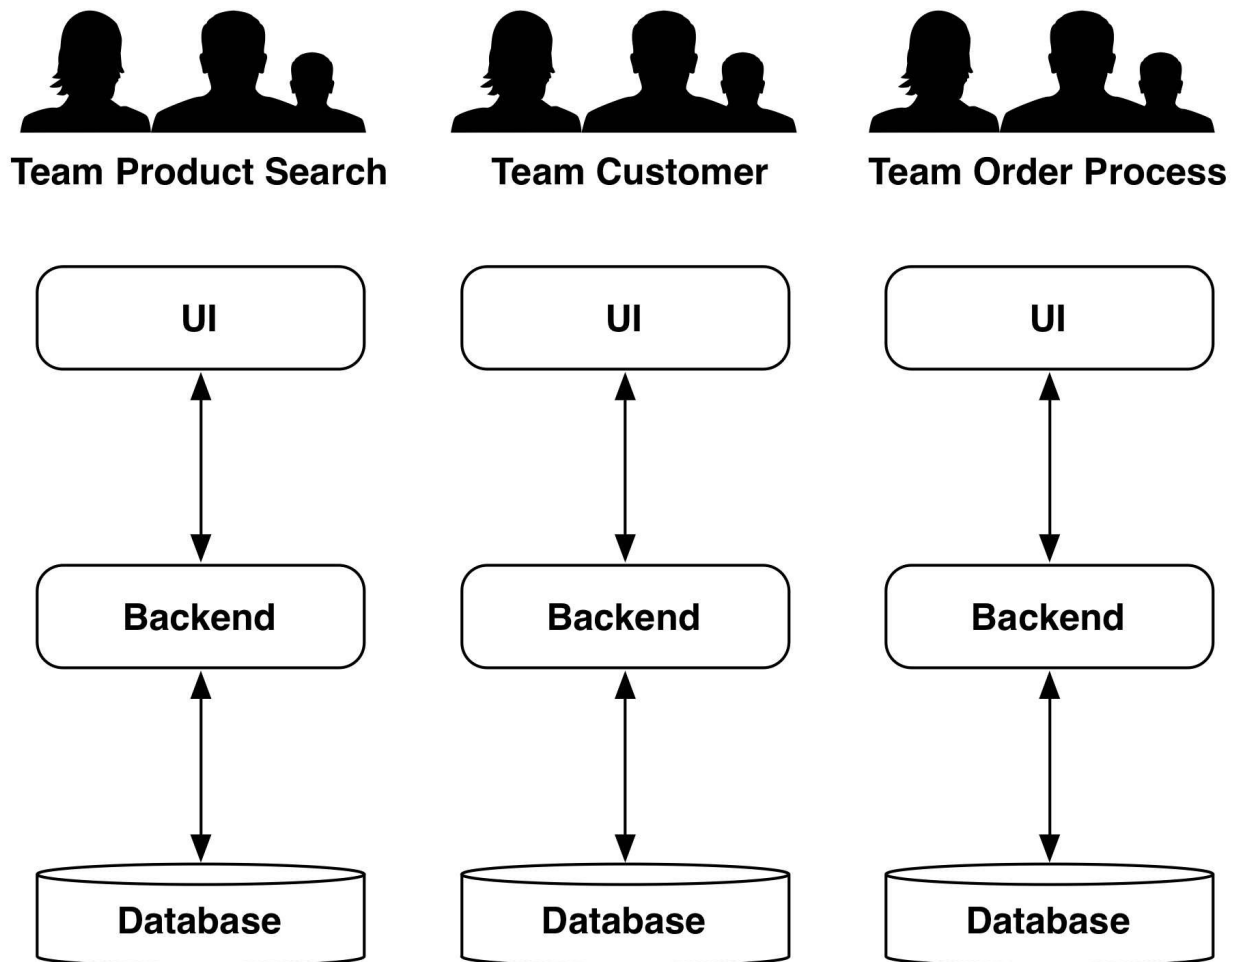 Team Product Search
Team Customer
Team Order Process
UI
UI
UI
Backend
Backend
Backend
Database
Database
Database